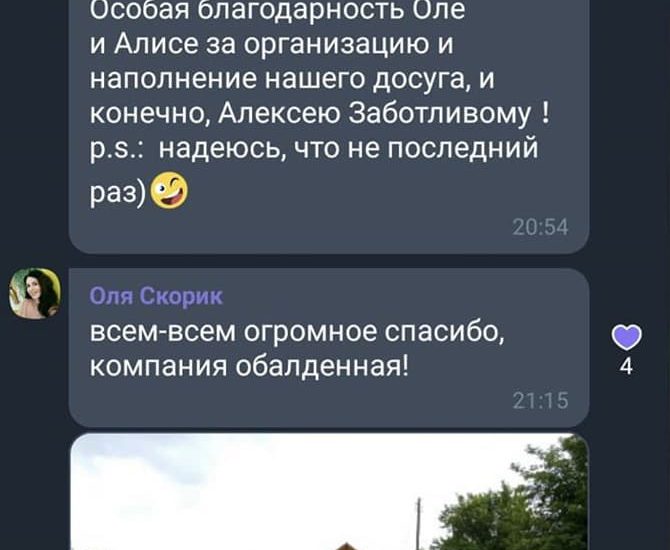 Особая благодарность Оле
и Алисе за организацию и
наполнение нашего досуга, и
конечно, Алексею Заботливому !
p.s.: надеюсь, что не последний
раз)😜
20:54
Оля Скорик
всем-всем огромное спасибо,
компания обалденная!
4
21:15